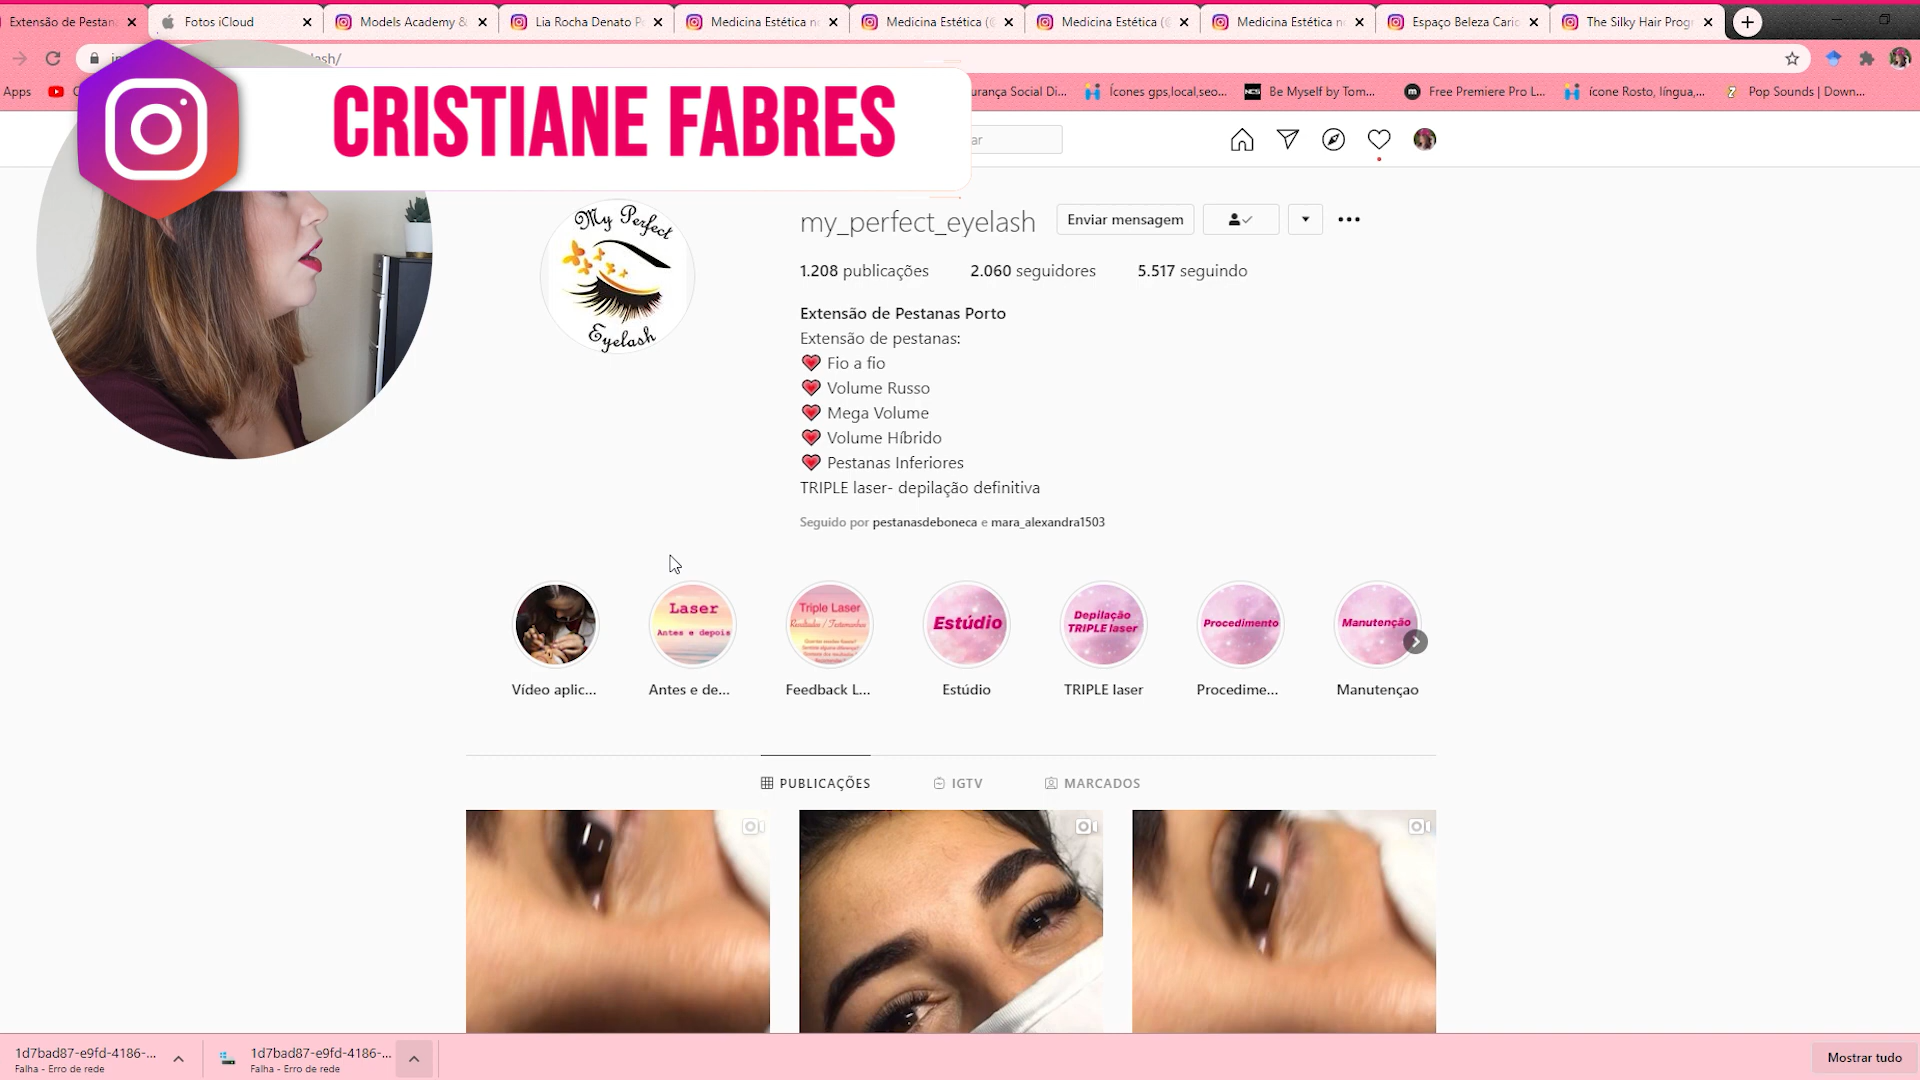 Extensão de Pestan
Fotos iCloud
Models Academy &
Lia Rocha Denato P
Medicina Estética n
Medicina Estética (@
Medicina Estética (@
Medicina Estética n
Espaço Beleza Cario
The Silky Hair Prog
ash/
Apps
urança Social Di...
Ícones gps,local,seo...
NCS
Be Myself by Tom...
Free Premiere Pro L...
ícone Rosto, língua,...
Pop Sounds | Down...
CRISTIANE FABRES
ar
My Perfect
Eyelash
my_perfect_eyelash
Enviar mensagem
1.208 publicações
2.060 seguidores
5.517 seguindo
Extensão de Pestanas Porto
Extensão de pestanas:
Fio a fio
Volume Russo
Mega Volume
Volume Híbrido
Pestanas Inferiores
TRIPLE laser- depilação definitiva
Seguido por pestanasdeboneca e mara_alexandra1503
Laser
Antes e depois
Triple Laser
Resultados / Testemunhos
Estúdio
Depilação
TRIPLE laser
Procedimento
Manutenção
Vídeo aplic...
Antes e de...
Feedback L...
Estúdio
TRIPLE laser
Procedime...
Manutençao
PUBLICAÇÕES
IGTV
MARCADOS
1d7bad87-e9fd-4186-...
Falha - Erro de rede
1d7bad87-e9fd-4186-...
Falha - Erro de rede
Mostrar tudo